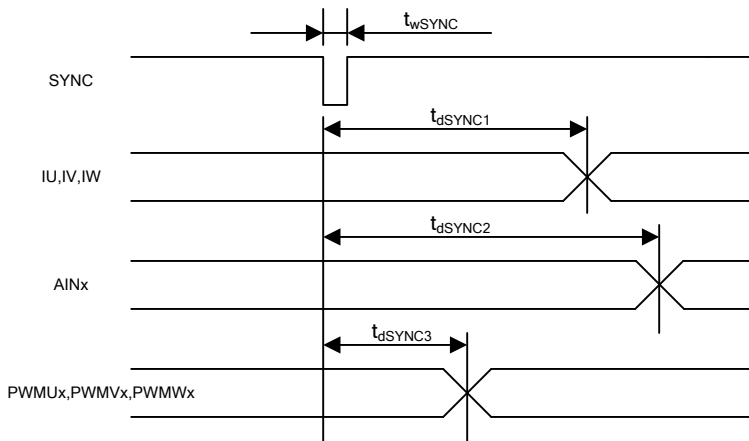 twSYNC
SYNC
tdSYNC1
IU,IV,IW
tdSYNC2
AINx
tdSYNC3
PWMUx,PWMVx,PWMWx